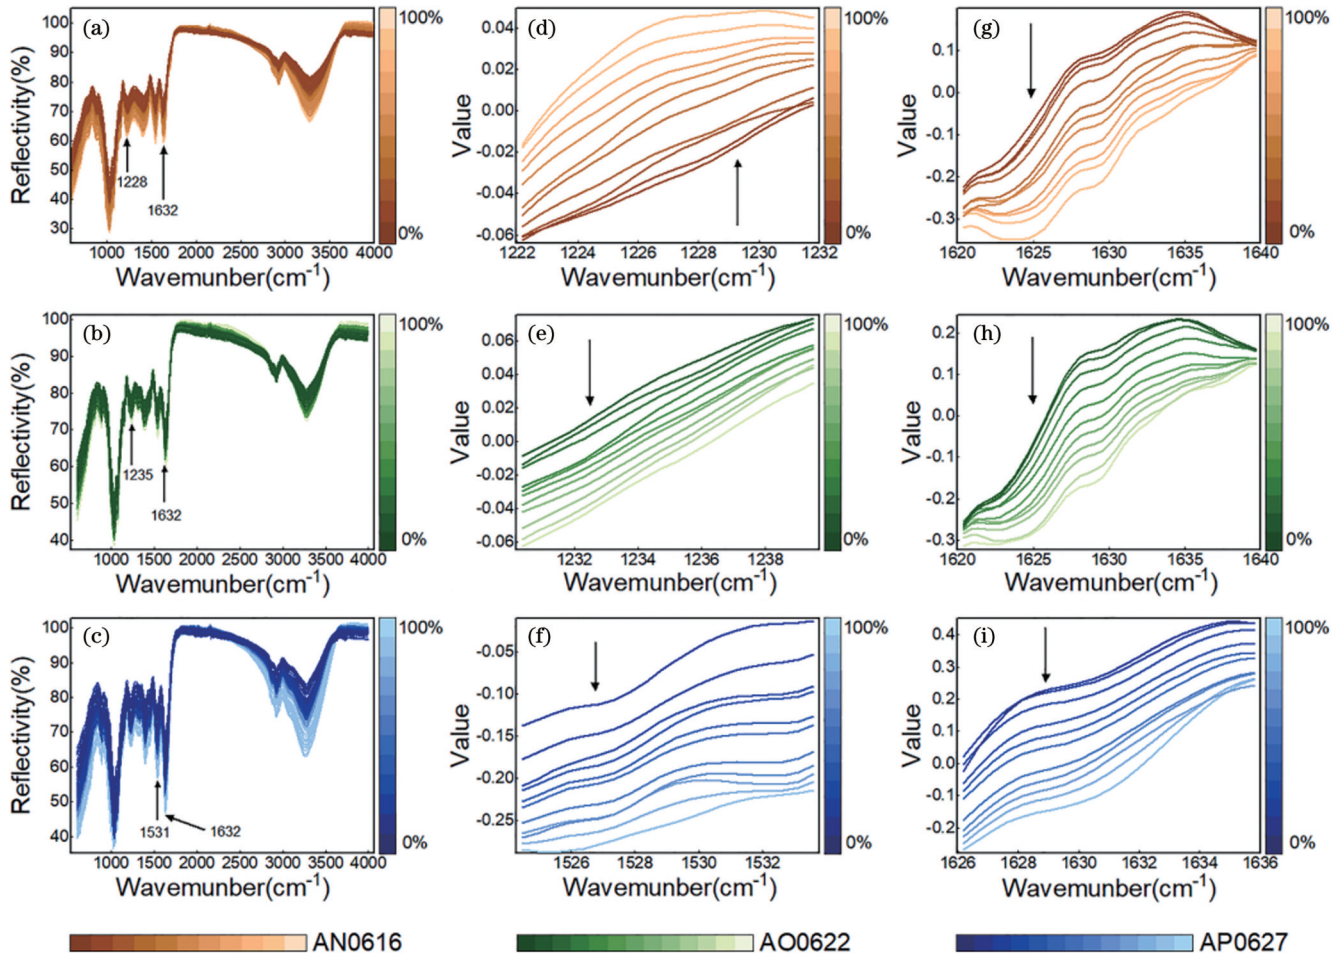 (a)
100
90
80
70
60
50
40
30
Reflectivity(%)
1228
1632
1000 1500 2000 2500 3000 3500 4000
Wavemunber(cm-1)
100%
0%
(d)
0.04
0.02
0.00
-0.02
-0.04
-0.06
Value
1222 1224 1226 1228 1230 1232
Wavemunber(cm-1)
100%
0%
(g)
0.1
0.0
-0.1
-0.2
-0.3
Value
1620 1625 1630 1635 1640
Wavemunber(cm-1)
100%
0%
(b)
100
90
80
70
60
50
40
Reflectivity(%)
1235
1632
1000 1500 2000 2500 3000 3500 4000
Wavemunber(cm-1)
100%
0%
(e)
0.06
0.04
0.02
0.00
-0.02
-0.04
-0.06
Value
1232 1234 1236 1238
Wavemunber(cm-1)
100%
0%
(h)
0.2
0.1
0.0
-0.1
-0.2
-0.3
Value
1620 1625 1630 1635 1640
Wavemunber(cm-1)
100%
0%
(c)
100
90
80
70
60
50
40
Reflectivity(%)
1531
1632
1000 1500 2000 2500 3000 3500 4000
Wavemunber(cm-1)
100%
0%
(f)
-0.05
-0.10
-0.15
-0.20
-0.25
Value
1526 1528 1530 1532
Wavemunber(cm-1)
100%
0%
(i)
0.4
0.3
0.2
0.1
0.0
-0.1
-0.2
Value
1626 1628 1630 1632 1634 1636
Wavemunber(cm-1)
100%
0%
AN0616
AO0622
AP0627